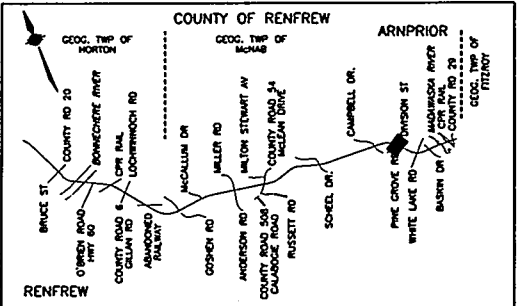 COUNTY OF RENFREW
GEOG. TWP OF
HORTON
GEOG. TWP OF
McNAB
ARNPRIOR
GEOG. TWP OF
FITZROY
BRUCE ST
COUNTY RD 20
BONNECHERE RIVER
O'BRIEN ROAD
HWY 60
CPR RAIL
COUNTY ROAD 6
GILLAN RD
LOCHWINNOCH RD
ABANDONED
RAILWAY
McCALLUM DR
GOSHEN RD
MILLER RD
ANDERSON RD
MILTON STEWART AV
COUNTY ROAD 508
CALABOGIE ROAD
COUNTY ROAD 54
McLEAN DRIVE
RUSSETT RD
SCHEEL DR.
CAMPBELL DR.
PINE GROVE RD
DIVISION ST
WHITE LAKE RD
MADAWASKA RIVER
CPR RAIL
BASKIN DR
COUNTY ROAD 29
RENFREW